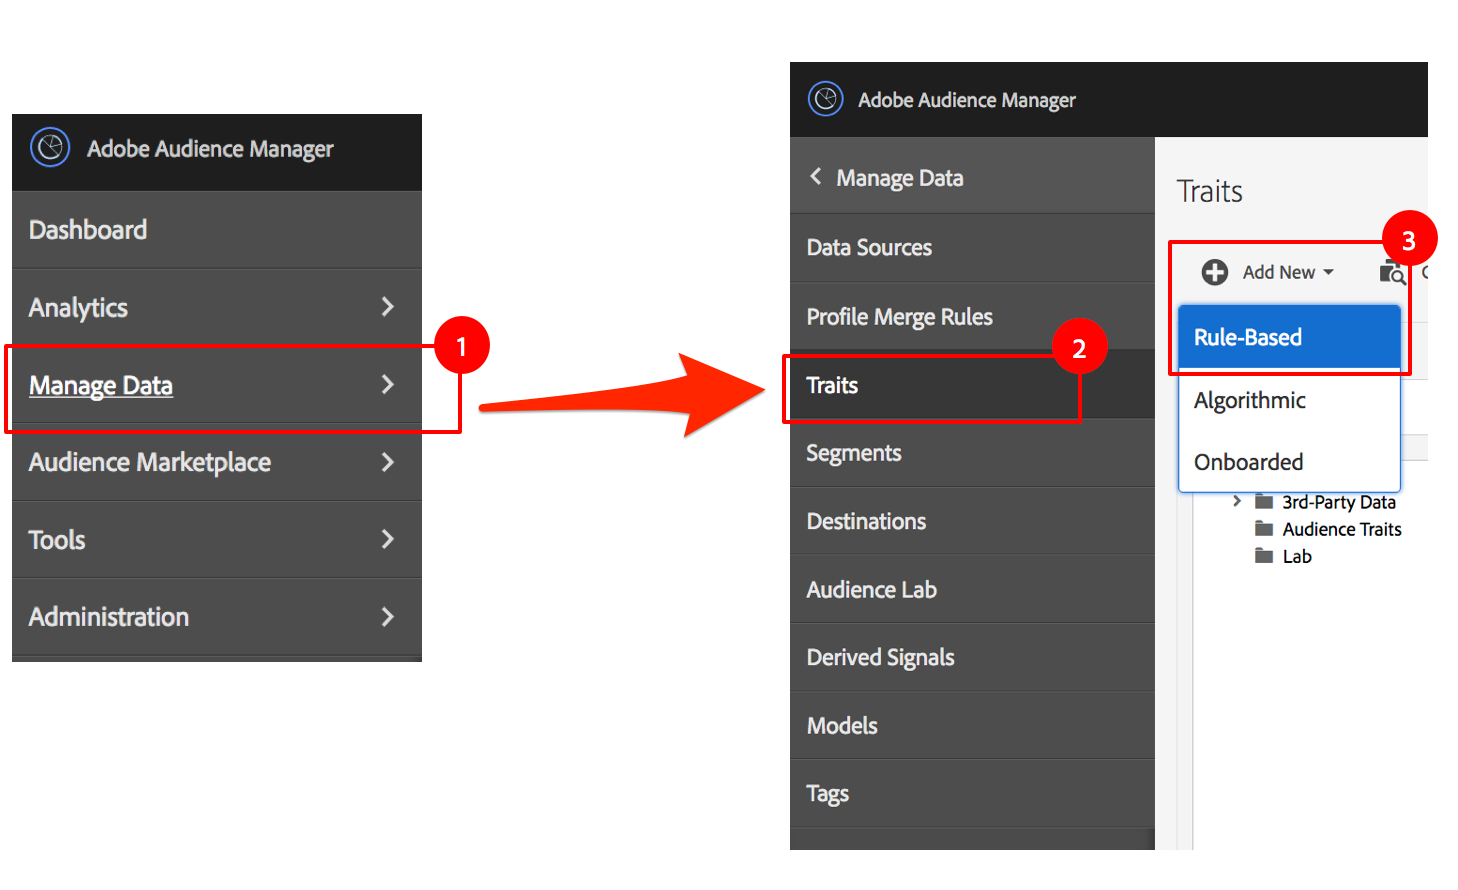 Adobe Audience Manager
Dashboard
Analytics
Manage Data
1
Audience Marketplace
Tools
Administration
Adobe Audience Manager
Manage Data
Data Sources
Profile Merge Rules
2
Traits
Segments
Destinations
Audience Lab
Derived Signals
Models
Tags
Traits
3
Add New
Rule-Based
Algorithmic
Onboarded
3rd-Party Data
Audience Traits
Lab